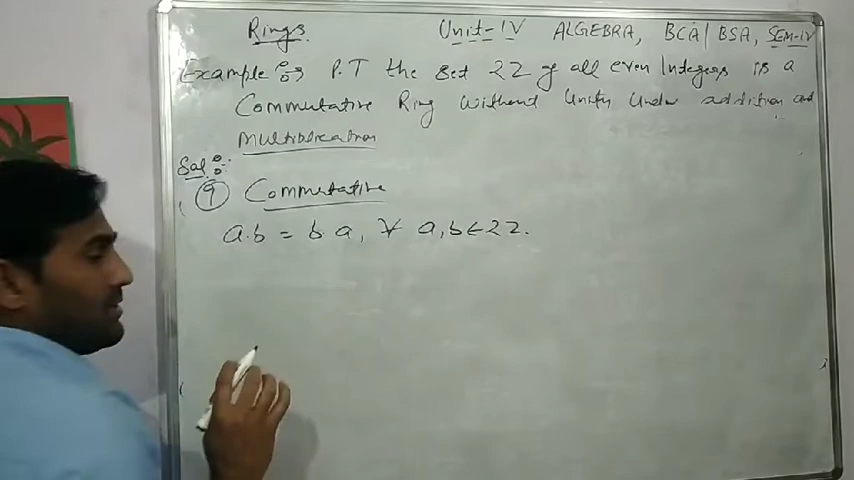 Rings. Unit-IV ALGEBRA, BCA/BSA, SEM-IV
Example:- P.T the Set 2Z of all even Integers is a
Commutative Ring Without Unity Under addition and
Multiplication
Sol:-
9 Commutative
a.b = b.a, ∀ a,b ∈ 2Z.